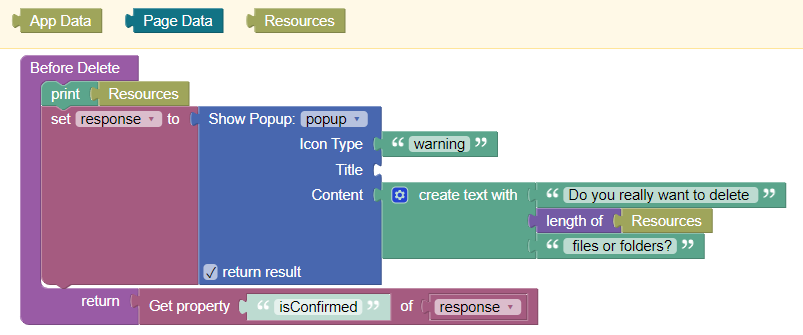 App Data Page Data Resources
Before Delete
print Resources
set response to Show Popup: popup
Icon Type “ warning ”
Title
Content create text with “ Do you really want to delete ”
length of Resources
“ files or folders? ”
return result
return Get property “ isConfirmed ” of response